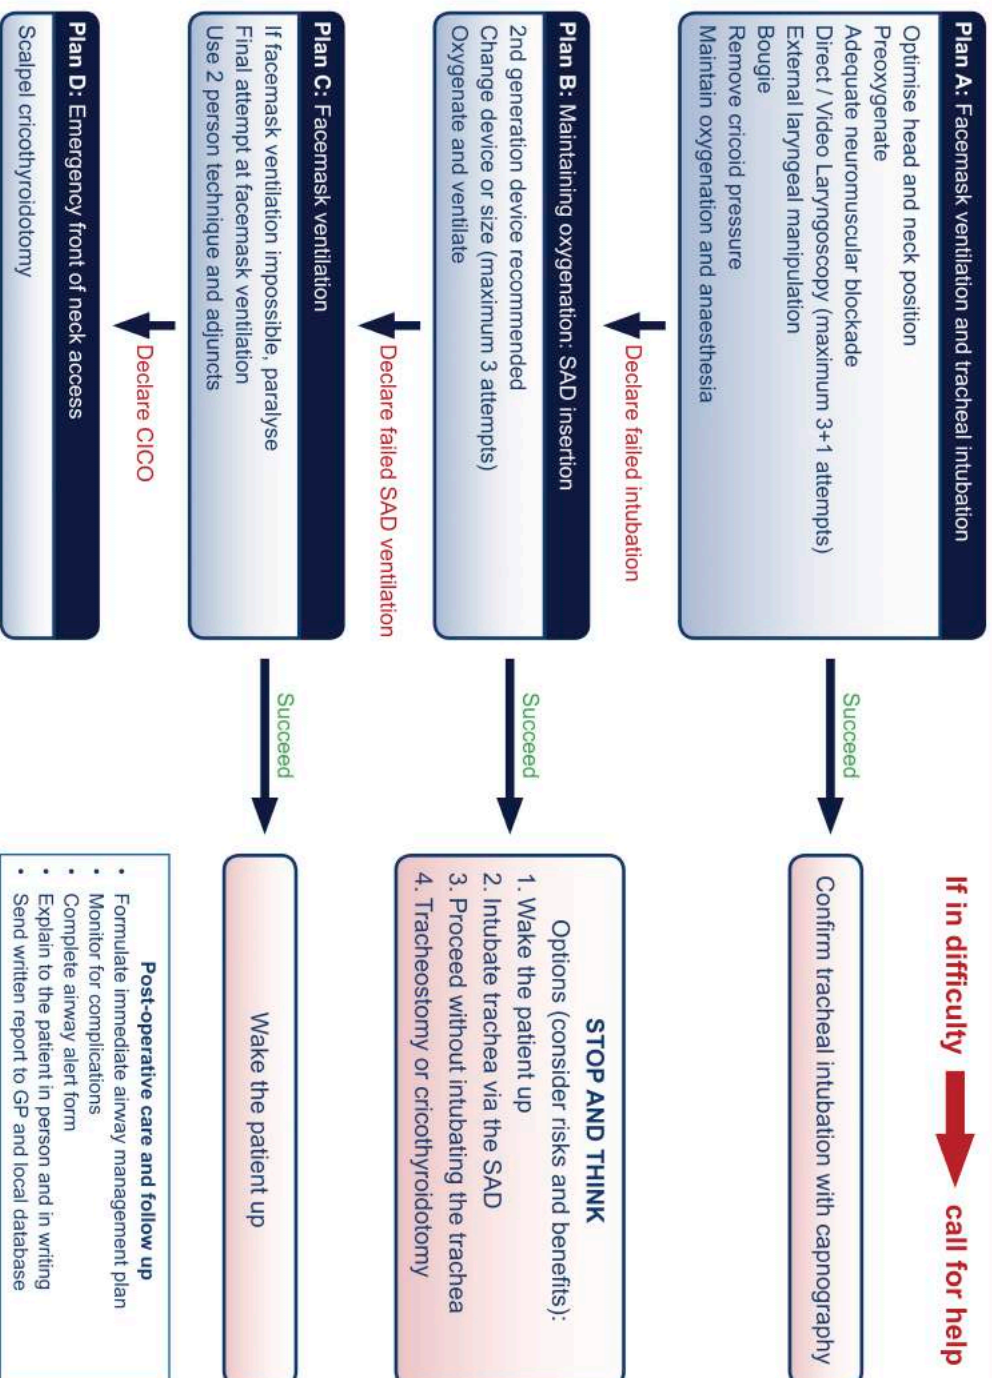 If in difficulty call for help
Plan A: Facemask ventilation and tracheal intubation
Optimise head and neck position
Preoxygenate
Adequate neuromuscular blockade
Direct / Video Laryngoscopy (maximum 3+1 attempts)
External laryngeal manipulation
Bougie
Remove cricoid pressure
Maintain oxygenation and anaesthesia
Succeed
Confirm tracheal intubation with capnography
Declare failed intubation
Plan B: Maintaining oxygenation: SAD insertion
2nd generation device recommended
Change device or size (maximum 3 attempts)
Oxygenate and ventilate
Succeed
STOP AND THINK
Options (consider risks and benefits):
1. Wake the patient up
2. Intubate trachea via the SAD
3. Proceed without intubating the trachea
4. Tracheostomy or cricothyroidotomy
Declare failed SAD ventilation
Plan C: Facemask ventilation
If facemask ventilation impossible, paralyse
Final attempt at facemask ventilation
Use 2 person technique and adjuncts
Succeed
Wake the patient up
Declare CICO
Plan D: Emergency front of neck access
Scalpel cricothyroidotomy
Post-operative care and follow up
• Formulate immediate airway management plan
• Monitor for complications
• Complete airway alert form
• Explain to the patient in person and in writing
• Send written report to GP and local database